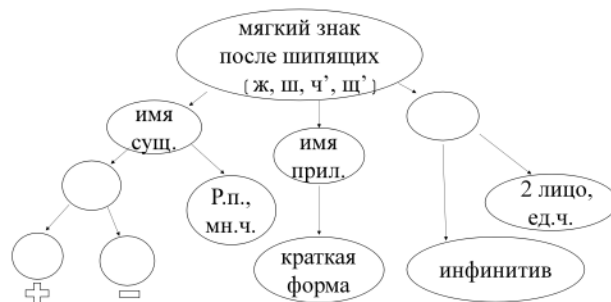 мягкий знак
после шипящих
(ж, ш, ч’, щ’)
имя
сущ.
имя
прил.
Р.п.,
мн.ч.
2 лицо,
ед.ч.
краткая
форма
инфинитив